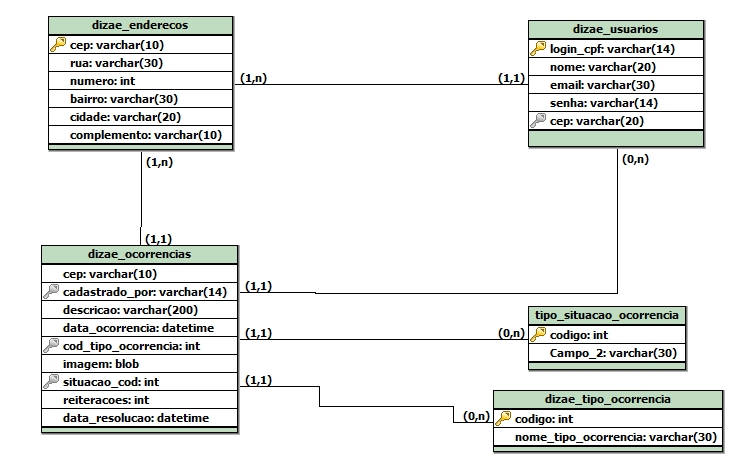 dizae_enderecos
cep: varchar(10)
rua: varchar(30)
numero: int
bairro: varchar(30)
cidade: varchar(20)
complemento: varchar(10)
(1,n)
(1,1)
dizae_usuarios
login_cpf: varchar(14)
nome: varchar(20)
email: varchar(30)
senha: varchar(14)
cep: varchar(20)
(1,n)
(0,n)
(1,1)
dizae_ocorrencias
cep: varchar(10)
cadastrado_por: varchar(14)
descricao: varchar(200)
data_ocorrencia: datetime
cod_tipo_ocorrencia: int
imagem: blob
situacao_cod: int
reiteracoes: int
data_resolucao: datetime
(1,1)
(1,1)
(0,n)
(1,1)
(0,n)
tipo_situacao_ocorrencia
codigo: int
Campo_2: varchar(30)
dizae_tipo_ocorrencia
codigo: int
nome_tipo_ocorrencia: varchar(30)